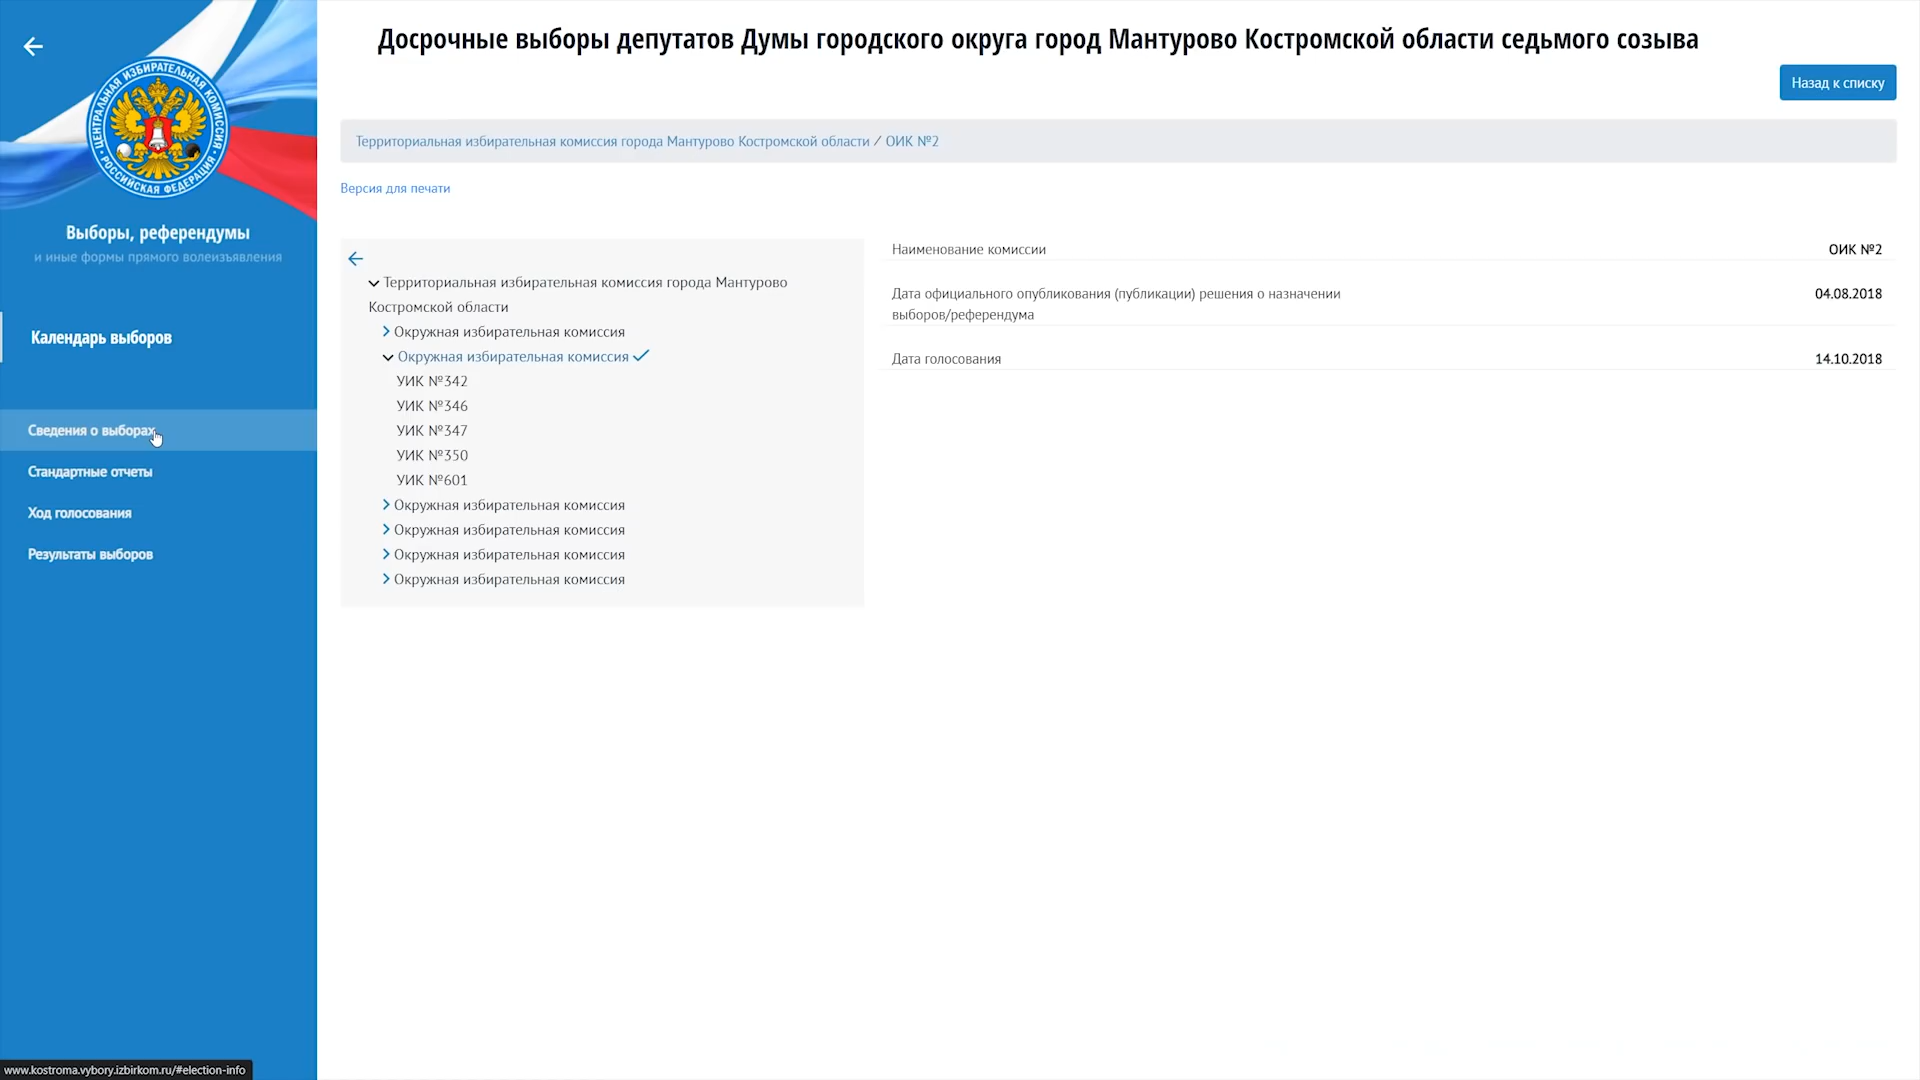 Досрочные выборы депутатов Думы городского округа город Мантурово Костромской области седьмого созыва
Назад к списку
ЦЕНТРАЛЬНАЯ ИЗБИРАТЕЛЬНАЯ КОМИССИЯ
РОССИЙСКАЯ ФЕДЕРАЦИЯ
Выборы, референдумы
и иные формы прямого волеизъявления
Календарь выборов
Сведения о выборах
Стандартные отчеты
Ход голосования
Результаты выборов
Территориальная избирательная комиссия города Мантурово Костромской области / ОИК №2
Версия для печати
Территориальная избирательная комиссия города Мантурово
Костромской области
Окружная избирательная комиссия
Окружная избирательная комиссия
УИК №342
УИК №346
УИК №347
УИК №350
УИК №601
Окружная избирательная комиссия
Окружная избирательная комиссия
Окружная избирательная комиссия
Окружная избирательная комиссия
Наименование комиссии ОИК №2
Дата официального опубликования (публикации) решения о назначении 04.08.2018
выборов/референдума
Дата голосования 14.10.2018
www.kostroma.vybory.izbirkom.ru/#election-info